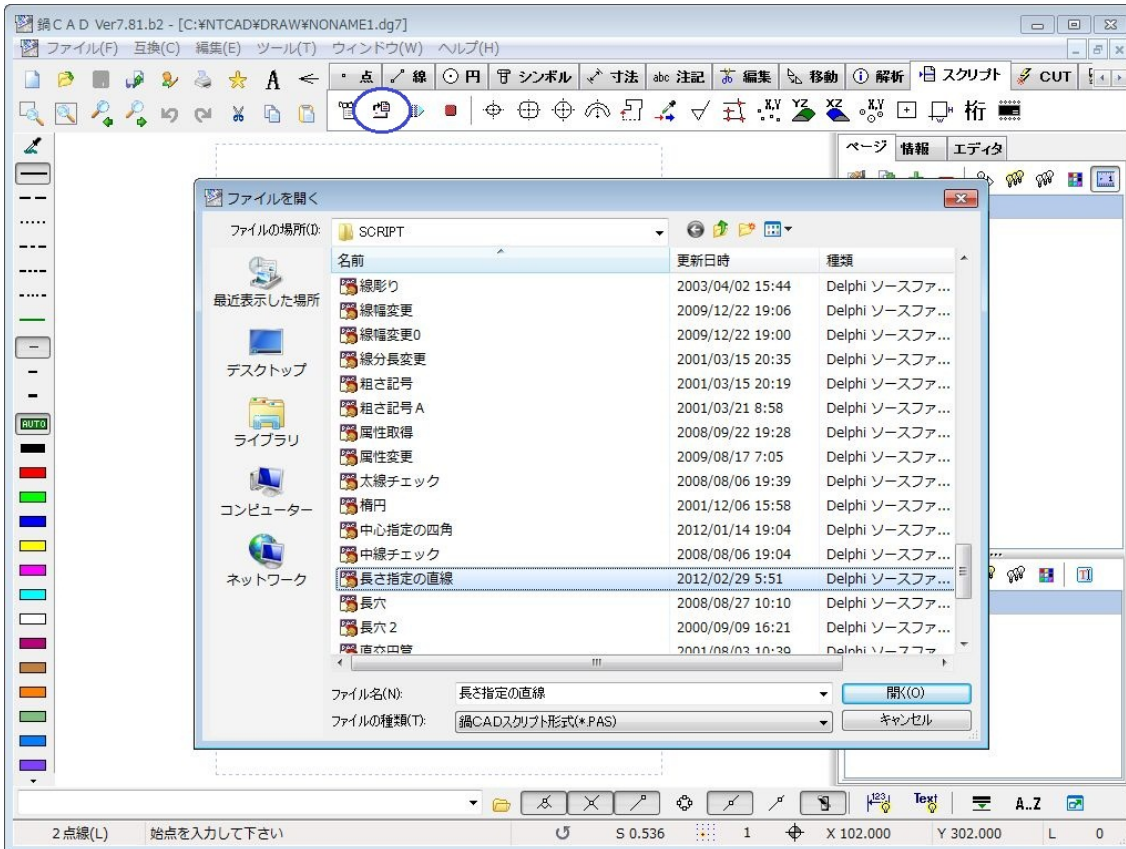 鍋CAD Ver7.81.b2 - [C:¥NTCAD¥DRAW¥NONAME1.dg7]
ファイル(F) 互換(C) 編集(E) ツール(T) ウィンドウ(W) ヘルプ(H)
点 線 円 シンボル 寸法 abc 注記 編集 移動 解析 スクリプト CUT
X,Y YZ XZ X,Y 桁
ページ 情報 エディタ
ファイルを開く
ファイルの場所(I): SCRIPT
名前 更新日時 種類
線彫り 2003/04/02 15:44 Delphi ソースファ...
線幅変更 2009/12/22 19:06 Delphi ソースファ...
線幅変更0 2009/12/22 19:00 Delphi ソースファ...
線分長変更 2001/03/15 20:35 Delphi ソースファ...
粗さ記号 2001/03/15 20:19 Delphi ソースファ...
粗さ記号A 2001/03/21 8:58 Delphi ソースファ...
属性取得 2008/09/22 19:28 Delphi ソースファ...
属性変更 2009/08/17 7:05 Delphi ソースファ...
太線チェック 2008/08/06 19:39 Delphi ソースファ...
楕円 2001/12/06 15:58 Delphi ソースファ...
中心指定の四角 2012/01/14 19:04 Delphi ソースファ...
中線チェック 2008/08/06 19:04 Delphi ソースファ...
長さ指定の直線 2012/02/29 5:51 Delphi ソースファ...
長穴 2008/08/27 10:10 Delphi ソースファ...
長穴2 2000/09/09 16:21 Delphi ソースファ...
直交円管 2001/08/03 10:39 Delphi ソースファ...
最近表示した場所
デスクトップ
ライブラリ
コンピューター
ネットワーク
ファイル名(N): 長さ指定の直線 開く(O)
ファイルの種類(T): 鍋CADスクリプト形式(*.PAS) キャンセル
AUTO
123 Text A..Z
2点線(L) 始点を入力して下さい S 0.536 1 X 102.000 Y 302.000 L 0